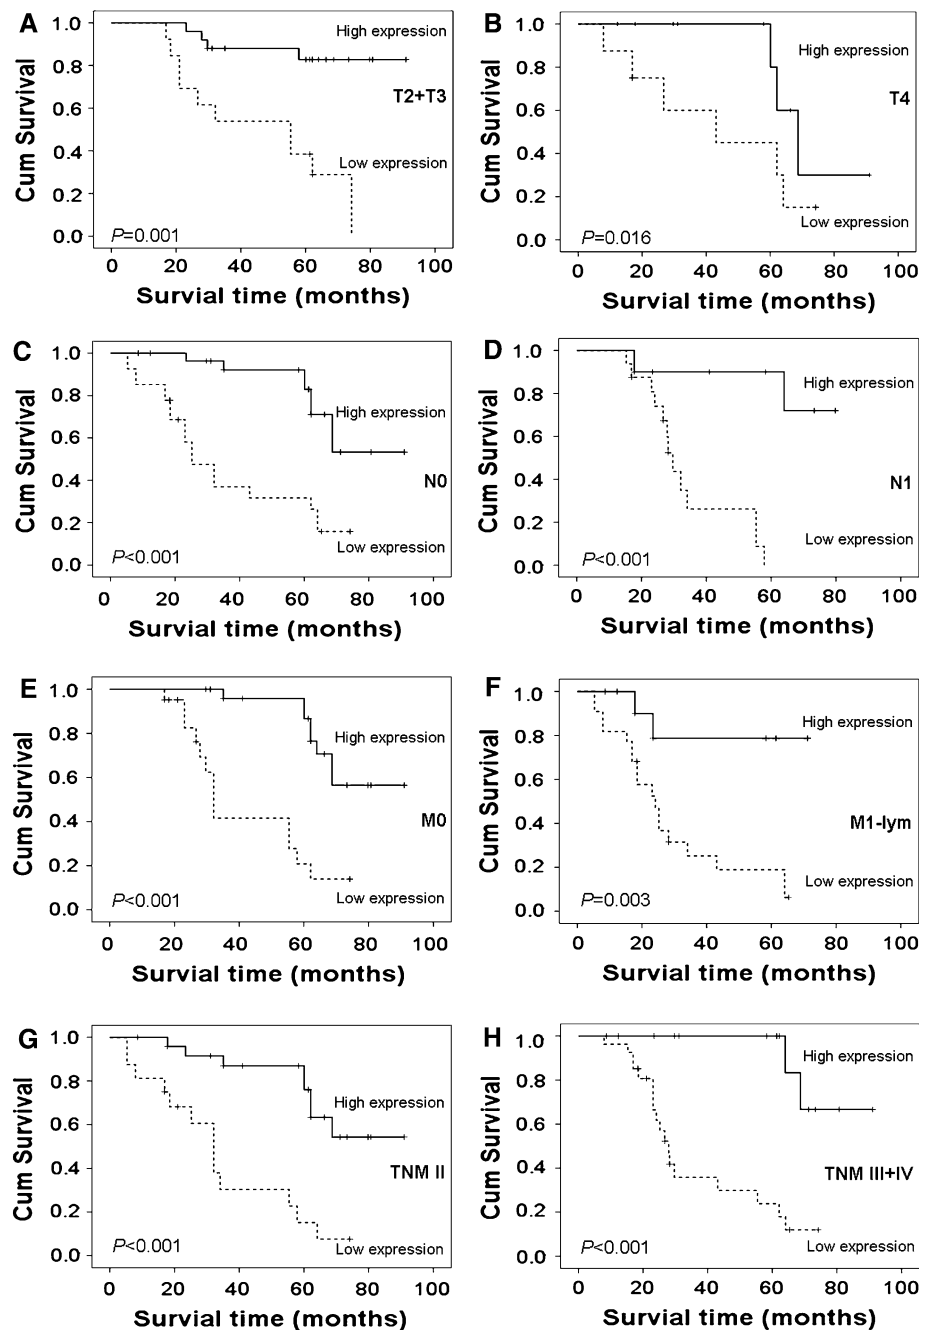 A
1.0
0.8
0.6
0.4
0.2
0.0
Cum Survival
High expression
T2+T3
Low expression
P=0.001
0 20 40 60 80 100
Survial time (months)
B
1.0
0.8
0.6
0.4
0.2
0.0
Cum Survival
High expression
T4
Low expression
P=0.016
0 20 40 60 80 100
Survial time (months)
C
1.0
0.8
0.6
0.4
0.2
0.0
Cum Survival
High expression
N0
Low expression
P<0.001
0 20 40 60 80 100
Survial time (months)
D
1.0
0.8
0.6
0.4
0.2
0.0
Cum Survival
High expression
N1
Low expression
P<0.001
0 20 40 60 80 100
Survial time (months)
E
1.0
0.8
0.6
0.4
0.2
0.0
Cum Survival
High expression
M0
Low expression
P<0.001
0 20 40 60 80 100
Survial time (months)
F
1.0
0.8
0.6
0.4
0.2
0.0
Cum Survival
High expression
M1-lym
Low expression
P=0.003
0 20 40 60 80 100
Survial time (months)
G
1.0
0.8
0.6
0.4
0.2
0.0
Cum Survival
High expression
TNM II
Low expression
P<0.001
0 20 40 60 80 100
Survial time (months)
H
1.0
0.8
0.6
0.4
0.2
0.0
Cum Survival
High expression
TNM III+IV
Low expression
P<0.001
0 20 40 60 80 100
Survial time (months)